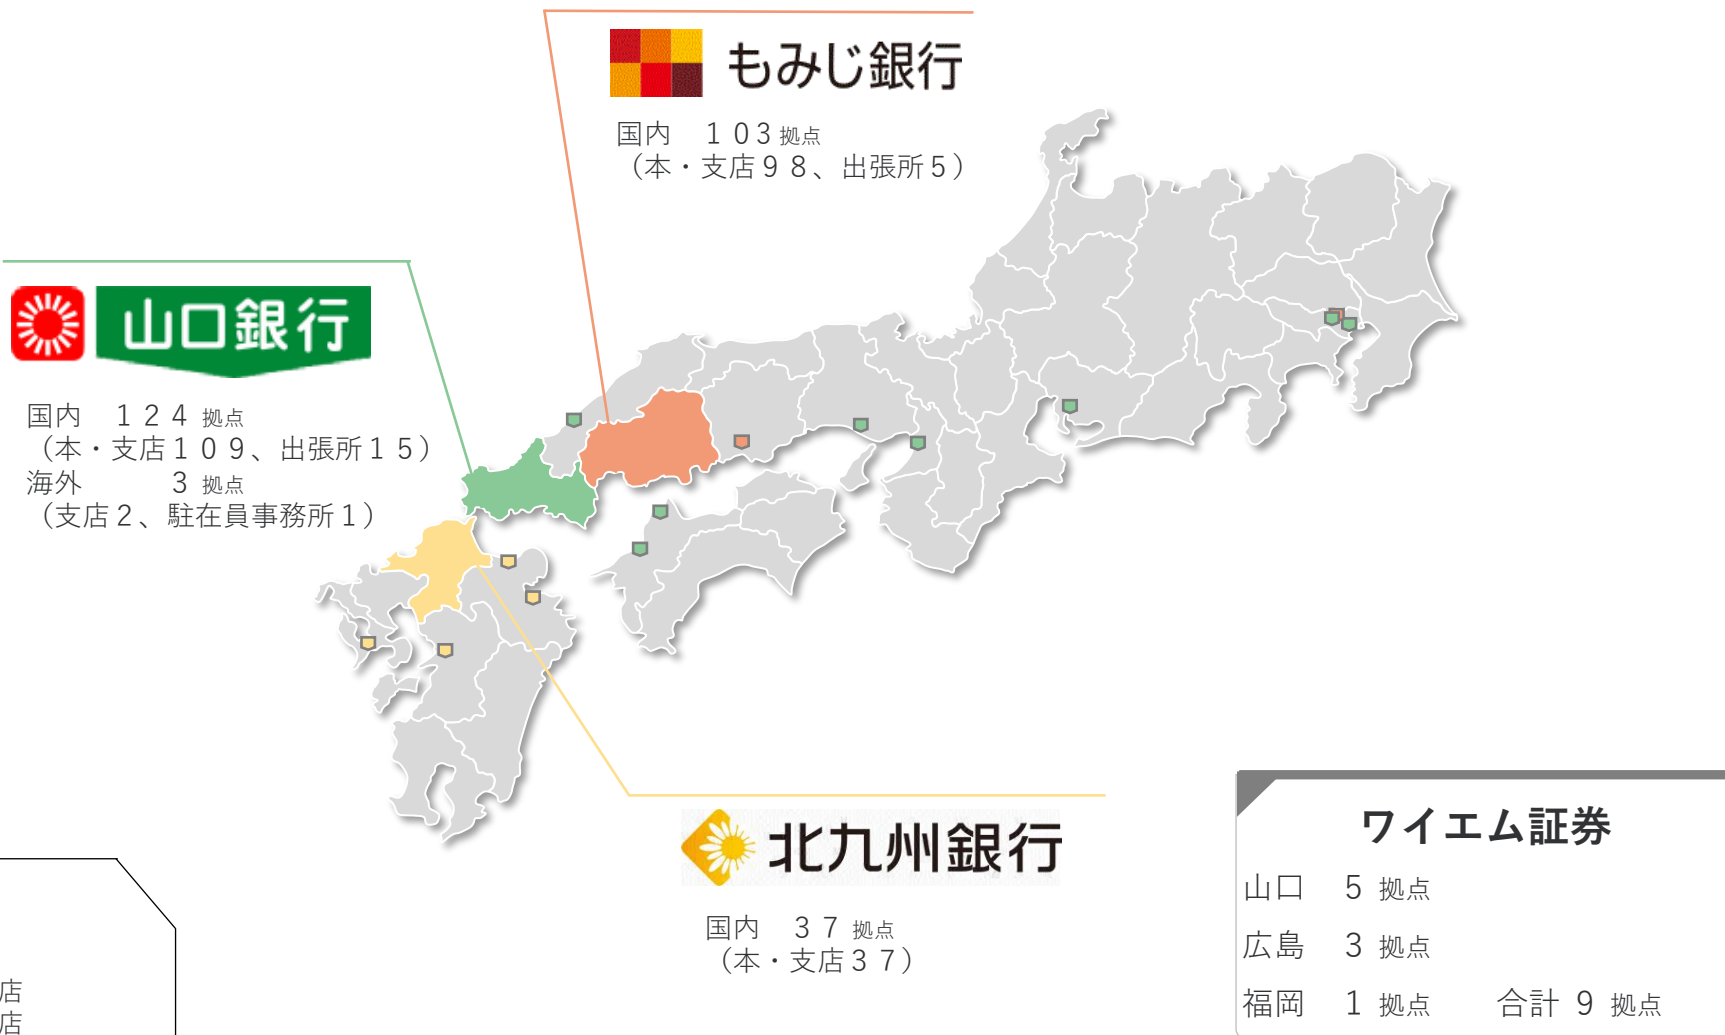 もみじ銀行
国内　１０３拠点
（本・支店９８、出張所５）
山口銀行
国内　１２４ 拠点
（本・支店１０９、出張所１５）
海外　　　３ 拠点
（支店２、駐在員事務所１）
北九州銀行
国内　３７ 拠点
（本・支店３７）
ワイエム証券
山口　5 拠点
広島　3 拠点
福岡　1 拠点　　合計 9 拠点
店
店